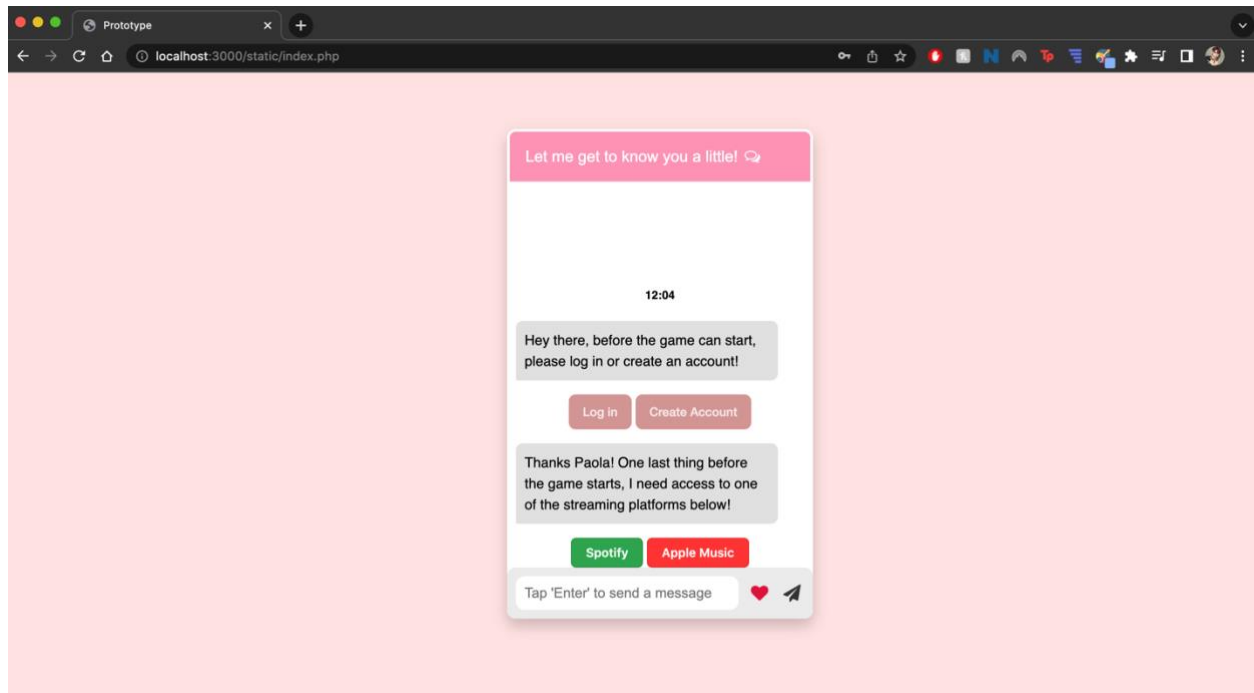 Prototype
localhost:3000/static/index.php
Let me get to know you a little!
12:04
Hey there, before the game can start,
please log in or create an account!
Log in Create Account
Thanks Paola! One last thing before
the game starts, I need access to one
of the streaming platforms below!
Spotify Apple Music
Tap 'Enter' to send a message